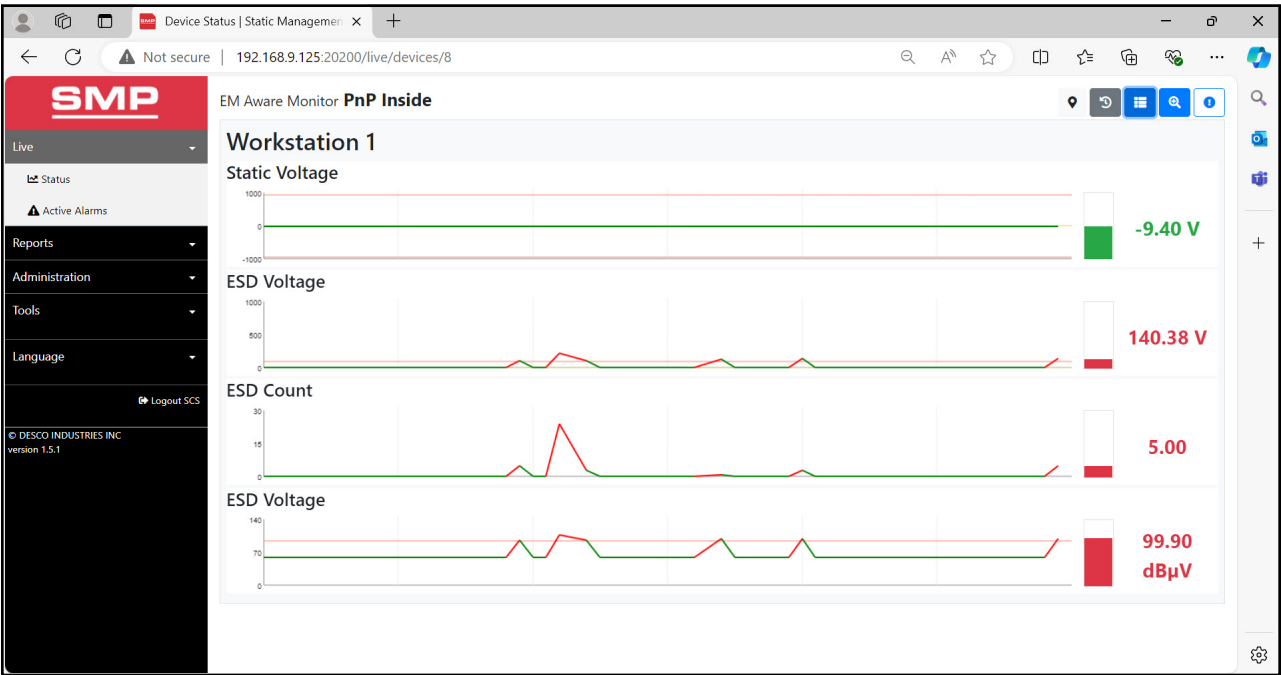 Device Status | Static Managemen
Not secure | 192.168.9.125:20200/live/devices/8
SMP
Live
Status
Active Alarms
Reports
Administration
Tools
Language
Logout SCS
© DESCO INDUSTRIES INC
version 1.5.1
EM Aware Monitor PnP Inside
Workstation 1
Static Voltage
1000
0
-1000
-9.40 V
ESD Voltage
1000
500
0
140.38 V
ESD Count
30
15
0
5.00
ESD Voltage
140
70
0
99.90
dBµV